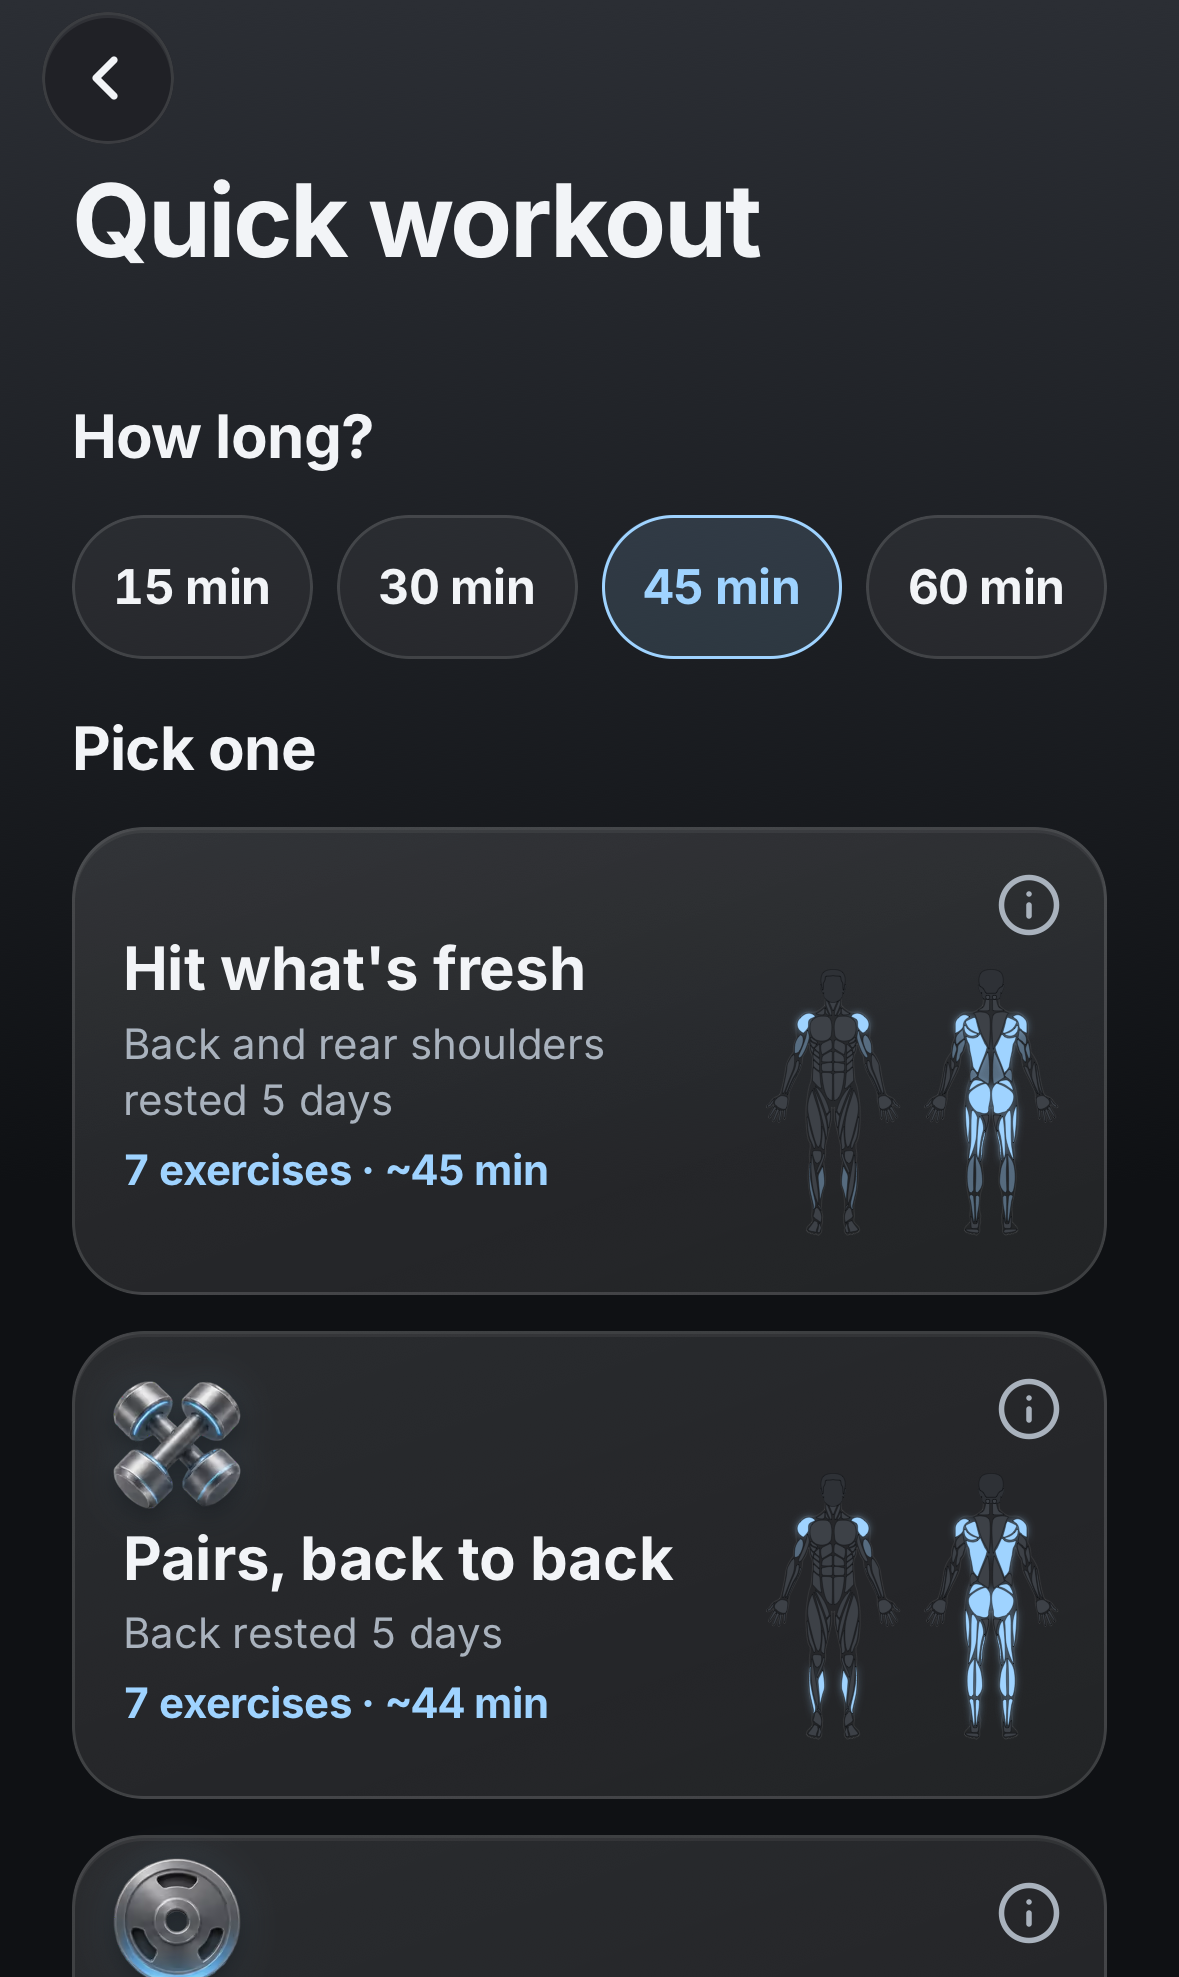 Quick workout
How long?
15 min 30 min 45 min 60 min
Pick one
Hit what's fresh
Back and rear shoulders
rested 5 days
7 exercises · ~45 min
Pairs, back to back
Back rested 5 days
7 exercises · ~44 min